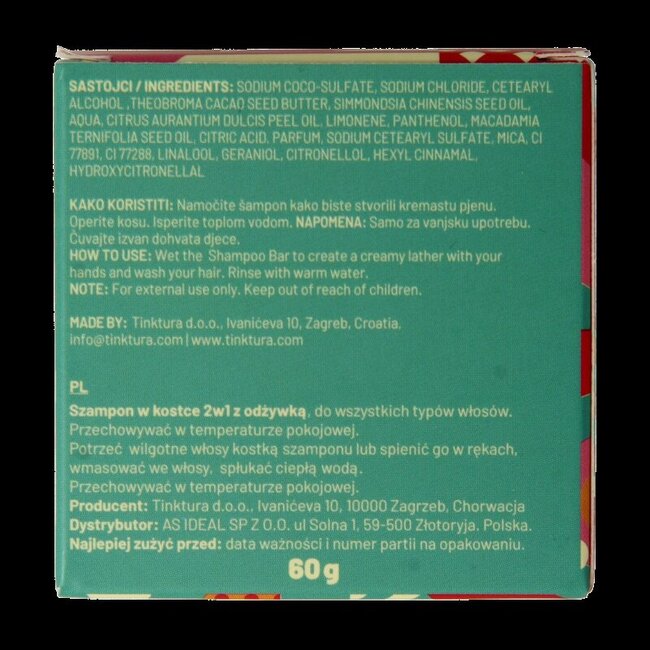 SASTOJCI / INGREDIENTS: SODIUM COCO-SULFATE, SODIUM CHLORIDE, CETEARYL
ALCOHOL ,THEOBROMA CACAO SEED BUTTER, SIMMONDSIA CHINENSIS SEED OIL,
AQUA, CITRUS AURANTIUM DULCIS PEEL OIL. LIMONENE, PANTHENOL, MACADAMIA
TERNIFOLIA SEED OIL, CITRIC ACID. PARFUM, SODIUM CETEARYL SULFATE, MICA, CI
77891, CI 77288, LINALOOL, GERANIOL, CITRONELLOL, HEXYL CINNAMAL,
HYDROXYCITRONELLAL
KAKO KORISTITI: Namočite šampon kako biste stvorili kremastu pjenu.
Operite kosu. Isperite toplom vodom. NAPOMENA: Samo za vanjsku upotrebu.
Čuvajte izvan dohvata djece.
HOW TO USE: Wet the Shampoo Bar to create a creamy lather with your
hands and wash your hair. Rinse with warm water.
NOTE: For external use only. Keep out of reach of children.
MADE BY: Tinktura d.o.o., Ivanićeva 10, Zagreb, Croatia,
info@tinktura.com | www.tinktura.com
PL
Szampon w kostce 2w1 z odżywką, do wszystkich typów włosów.
Przechowywać w temperaturze pokojowej.
Potrzeć wilgotne włosy kostką szamponu lub spienić go w rękach,
wmasować we włosy, spłukać ciepłą wodą.
Przechowywać w temperaturze pokojowej.
Producent: Tinktura d.o.o., Ivanićeva 10, 10000 Zagrzeb, Chorwacja
Dystrybutor: AS IDEAL SP Z O.O. ul Solna 1, 59-500 Złotoryja. Polska.
Najlepiej zużyć przed: data ważności i numer partii na opakowaniu.
60 g